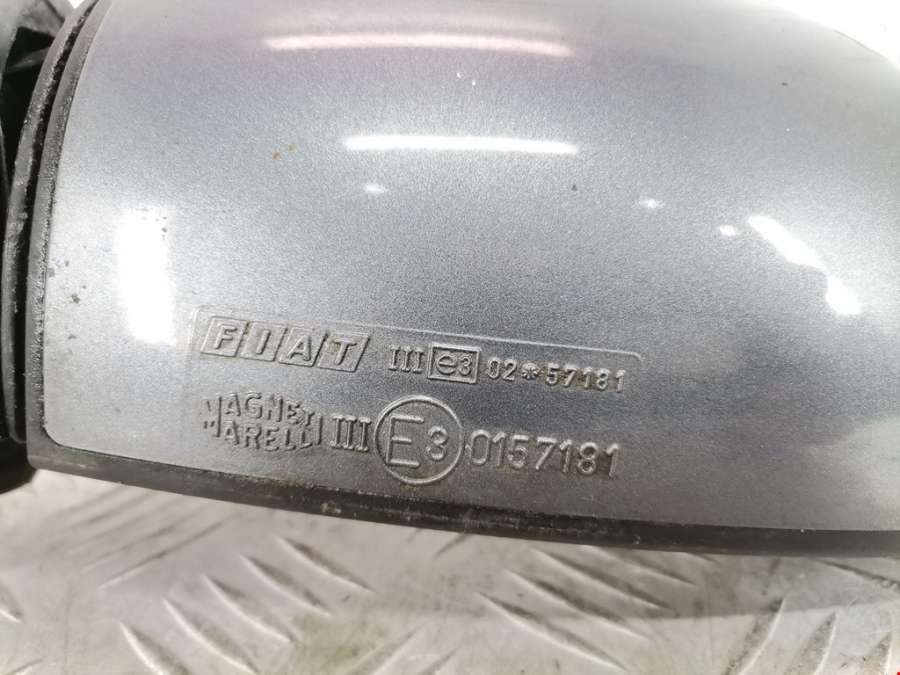 FIAT III e3 02*57181
MAGNETI III E3 0157181
MARELLI